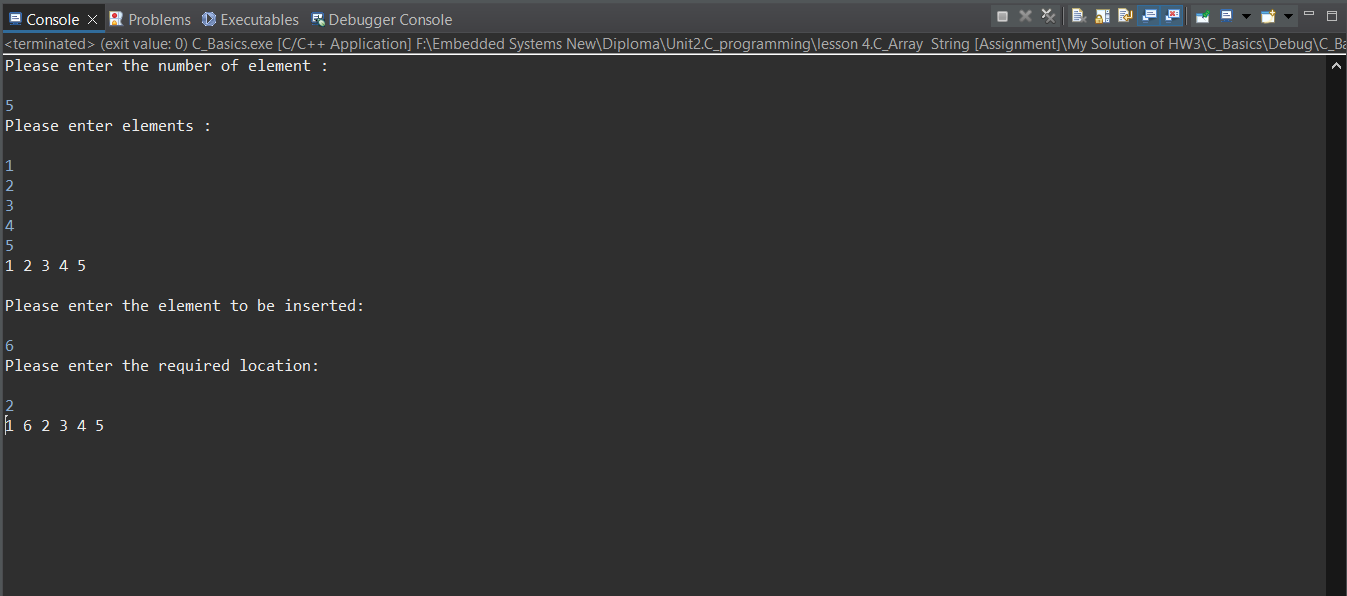 Console Problems Executables Debugger Console
<terminated> (exit value: 0) C_Basics.exe [C/C++ Application] F:\Embedded Systems New\Diploma\Unit2.C_programming\lesson 4.C_Array String [Assignment]\My Solution of HW3\C_Basics\Debug\C_Ba
Please enter the number of element :
5
Please enter elements :
1
2
3
4
5
1 2 3 4 5
Please enter the element to be inserted:
6
Please enter the required location:
2
1 6 2 3 4 5